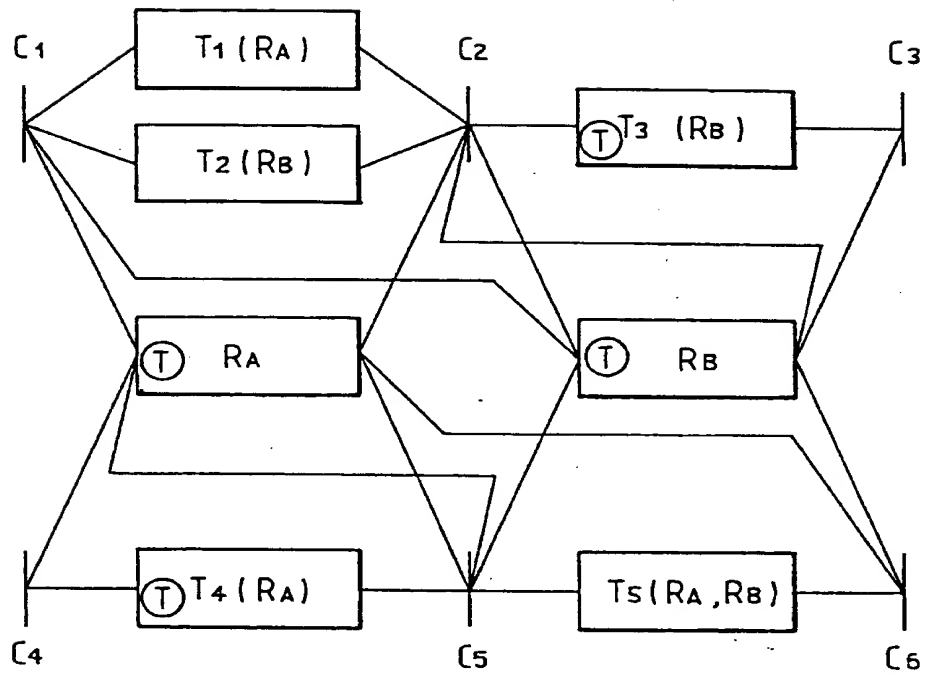 C1
T1 (RA)
C2
C3
T T3 (RB)
T2 (RB)
T RA
T RB
T T4 (RA)
T5 (RA, RB)
C4
C5
C6